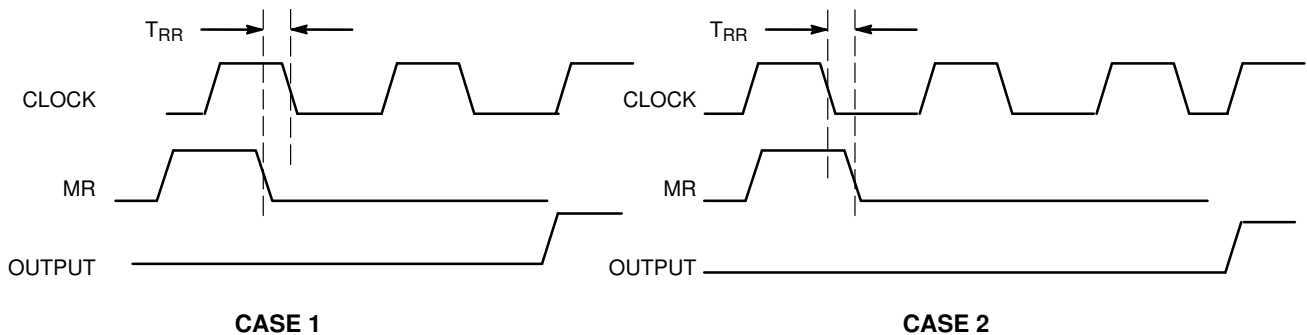 T_RR
CLOCK
MR
OUTPUT
CASE 1
T_RR
CLOCK
MR
OUTPUT
CASE 2